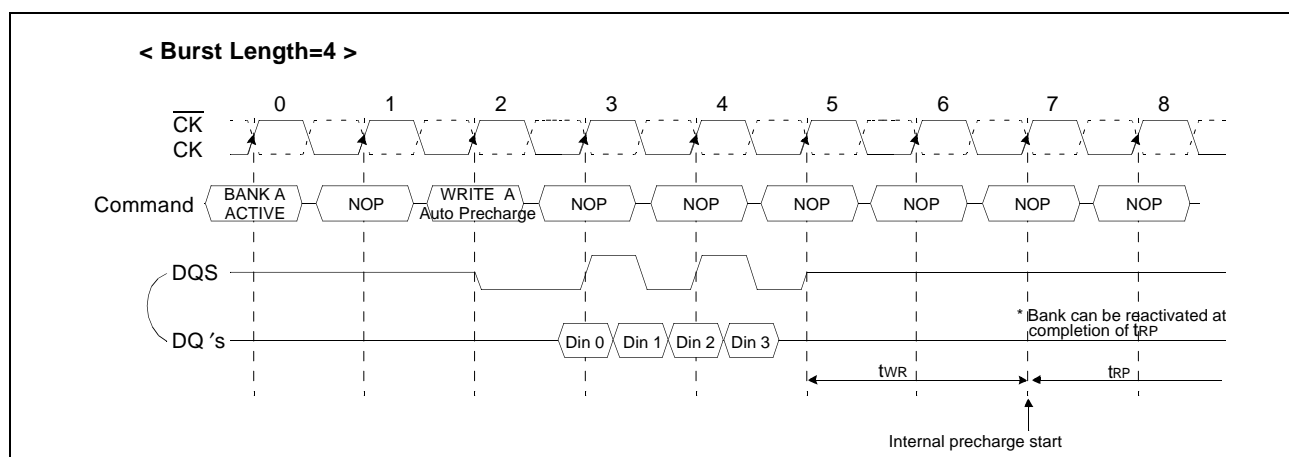 < Burst Length=4 >
0 1 2 3 4 5 6 7 8
CK
CK
Command BANK A ACTIVE NOP WRITE A Auto Precharge NOP NOP NOP NOP NOP NOP
DQS
* Bank can be reactivated at
completion of tRP
DQ ′s Din 0 Din 1 Din 2 Din 3
tWR tRP
Internal precharge start